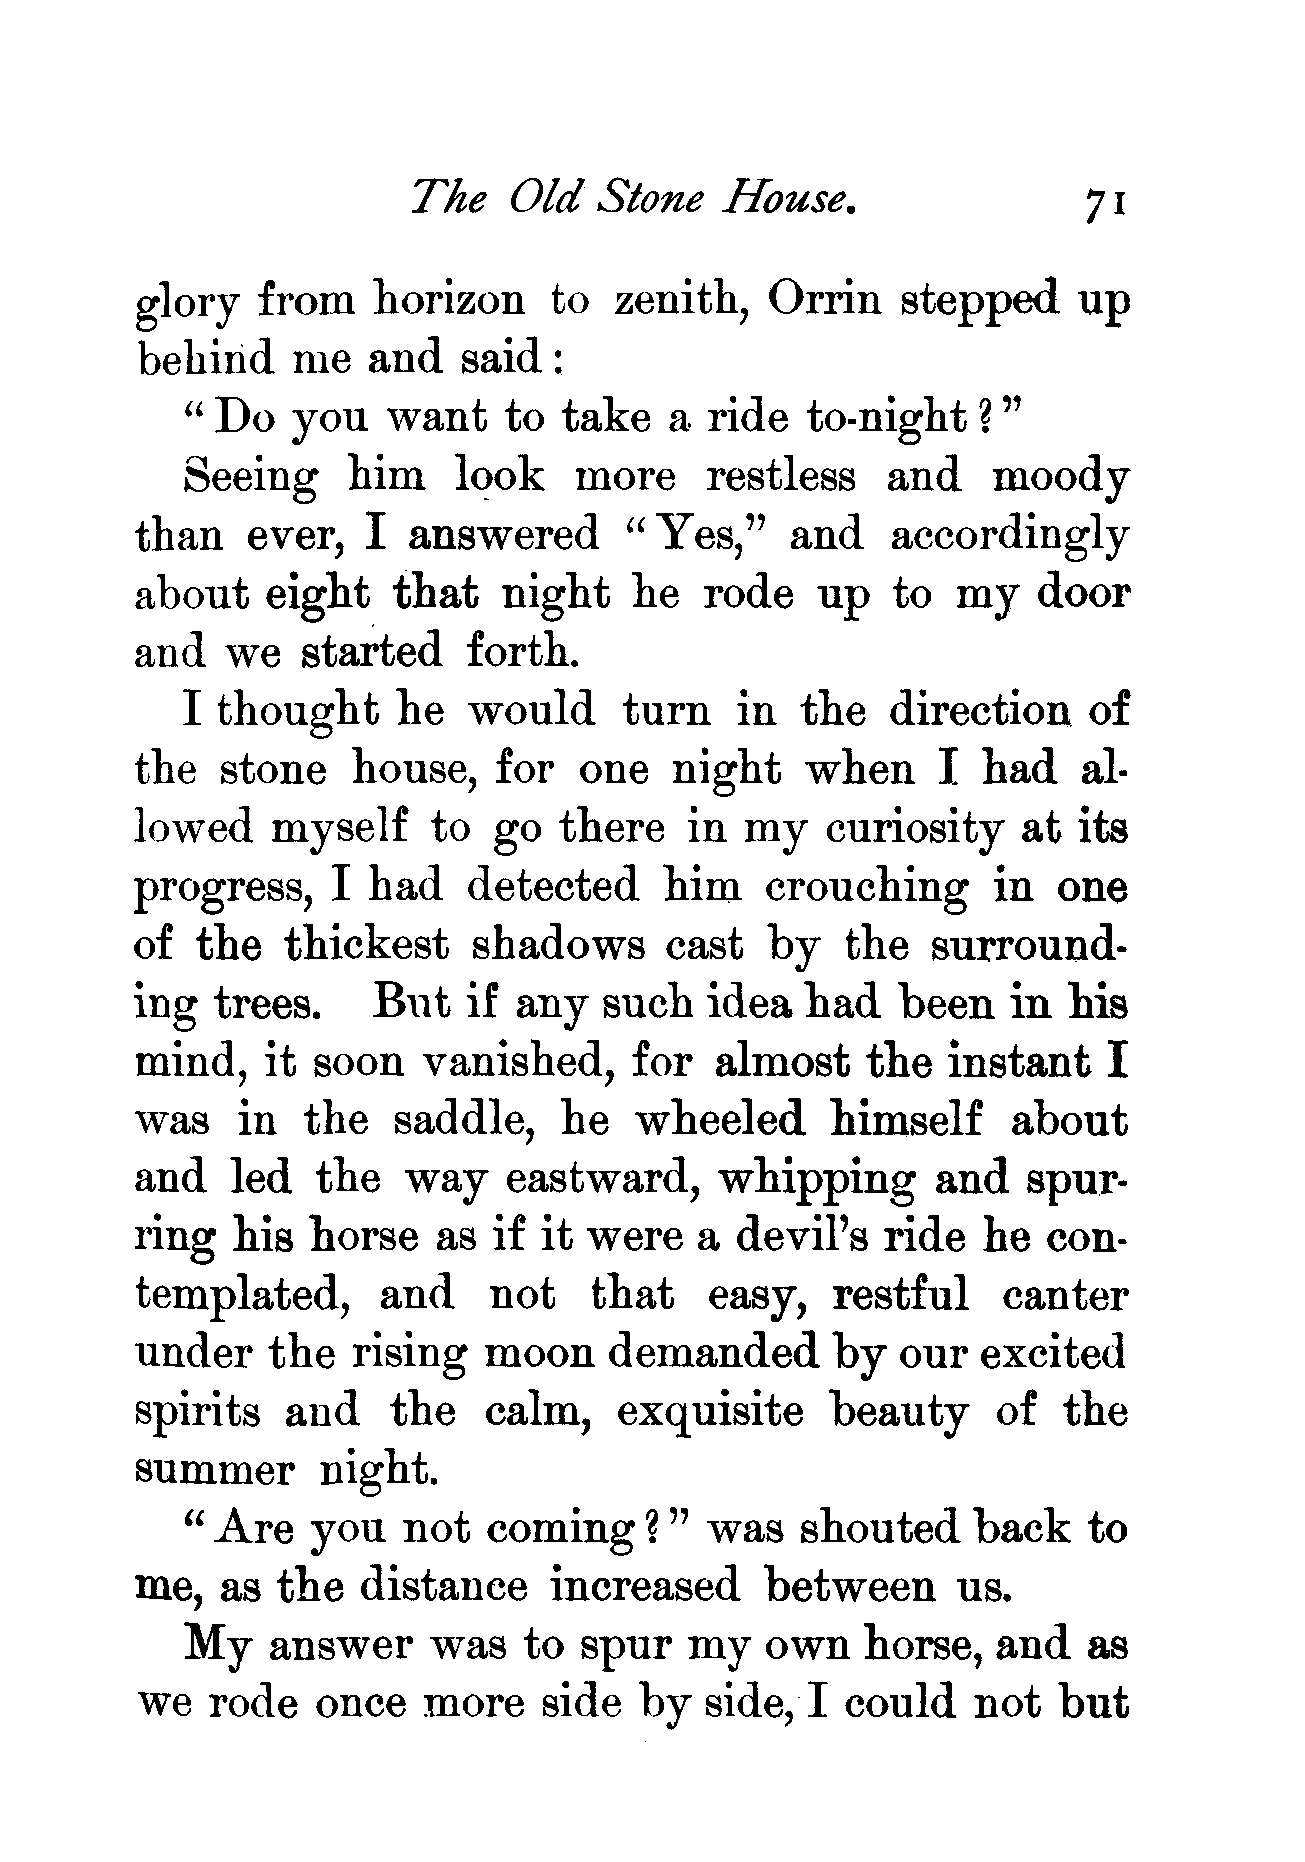 The Old Stone House. 71
glory from horizon to zenith, Orrin stepped up
behind me and said :
“ Do you want to take a ride to-night ? ”
Seeing him look more restless and moody
than ever, I answered “ Yes,” and accordingly
about eight that night he rode up to my door
and we started forth.
I thought he would turn in the direction of
the stone house, for one night when I had al-
lowed myself to go there in my curiosity at its
progress, I had detected him crouching in one
of the thickest shadows cast by the surround-
ing trees. But if any such idea had been in his
mind, it soon vanished, for almost the instant I
was in the saddle, he wheeled himself about
and led the way eastward, whipping and spur-
ring his horse as if it were a devil’s ride he con-
templated, and not that easy, restful canter
under the rising moon demanded by our excited
spirits and the calm, exquisite beauty of the
summer night.
“ Are you not coming ? ” was shouted back to
me, as the distance increased between us.
My answer was to spur my own horse, and as
we rode once more side by side, I could not but